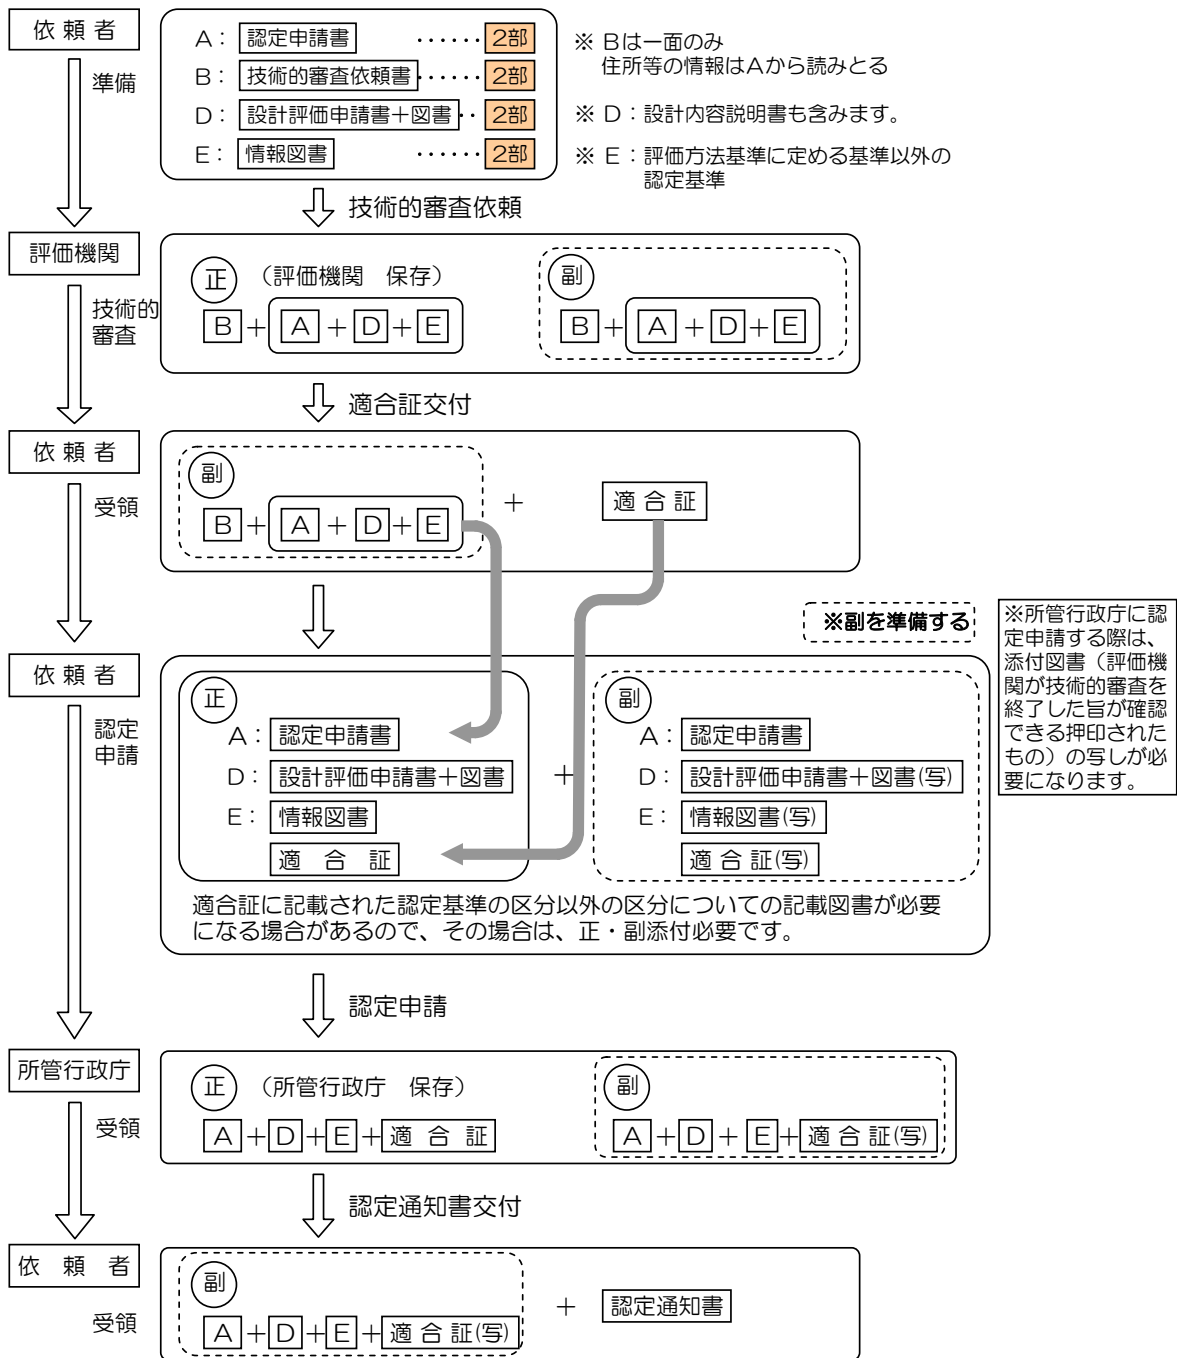 依 頼 者
準備
A： 認定申請書 ・・・・・・ 2部
B： 技術的審査依頼書 ・・・・・ 2部
D： 設計評価申請書＋図書 ・・ 2部
E： 情報図書 ・・・・・・ 2部
※ Bは一面のみ
住所等の情報はAから読みとる
※ D：設計内容説明書も含みます。
※ E：評価方法基準に定める基準以外の
認定基準
技術的審査依頼
評価機関
技術的
審査
正 （評価機関　保存）
B＋A＋D＋E
副
B＋A＋D＋E
適合証交付
依 頼 者
受領
副
B＋A＋D＋E
＋
適 合 証
※副を準備する
※所管行政庁に認
定申請する際は、
添付図書（評価機
関が技術的審査を
終了した旨が確認
できる押印された
もの）の写しが必
要になります。
依 頼 者
認定
申請
正
A： 認定申請書
D： 設計評価申請書＋図書
E： 情報図書
適　合　証
＋
副
A： 認定申請書
D： 設計評価申請書＋図書(写)
E： 情報図書(写)
適 合 証(写)
適合証に記載された認定基準の区分以外の区分についての記載図書が必要
になる場合があるので、その場合は、正・副添付必要です。
認定申請
所管行政庁
受領
正 （所管行政庁　保存）
A＋D＋E＋適 合 証
副
A＋D＋E＋適 合 証(写)
認定通知書交付
依　頼　者
受領
副
A＋D＋E＋適 合 証(写)
＋
認定通知書